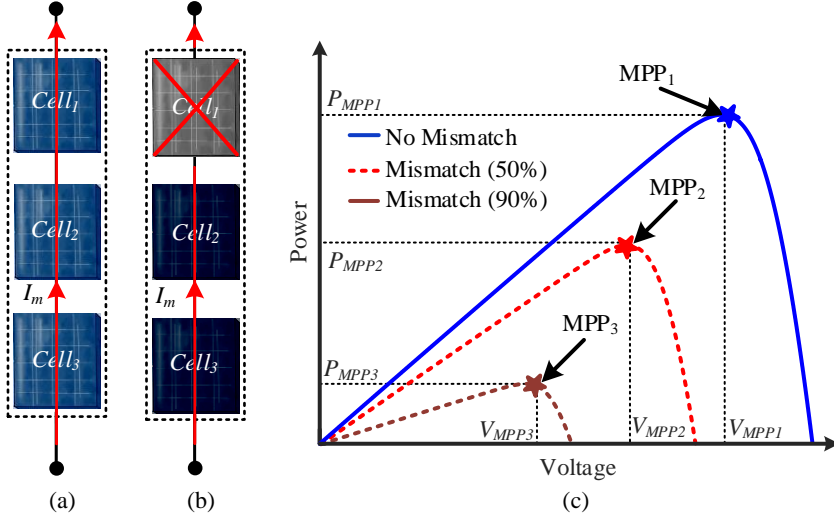 Cell1
Cell2
Im
Cell3
(a)
Cell1
Cell2
Im
Cell3
(b)
Power
PMPP1
PMPP2
PMPP3
MPP1
No Mismatch
Mismatch (50%)
Mismatch (90%)
MPP2
MPP3
VMPP3
VMPP2
VMPP1
Voltage
(c)